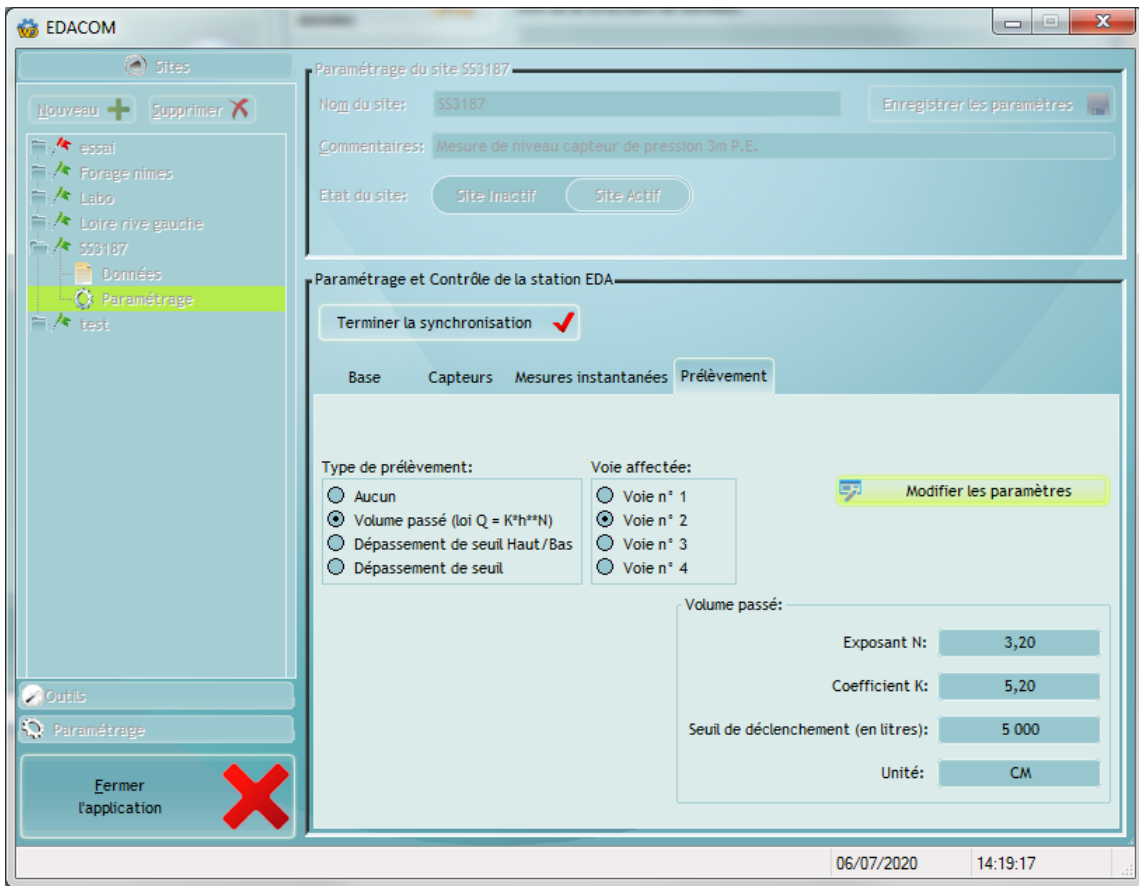 EDACOM
Sites
Nouveau
Supprimer
essai
Forage nimes
Labo
Loire rive gauche
SS3187
Données
Paramétrage
test
Outils
Paramétrage
Fermer
l'application
Paramétrage du site SS3187
Nom du site: SS3187
Enregistrer les paramètres
Commentaires: Mesure de niveau capteur de pression 3m P.E.
Etat du site: Site Inactif Site Actif
Paramétrage et Contrôle de la station EDA
Terminer la synchronisation
Base Capteurs Mesures instantanées Prélèvement
Type de prélèvement:
Aucun
Volume passé (loi Q = K*h**N)
Dépassement de seuil Haut/Bas
Dépassement de seuil
Voie affectée:
Voie n° 1
Voie n° 2
Voie n° 3
Voie n° 4
Modifier les paramètres
Volume passé:
Exposant N: 3,20
Coefficient K: 5,20
Seuil de déclenchement (en litres): 5 000
Unité: CM
06/07/2020 14:19:17